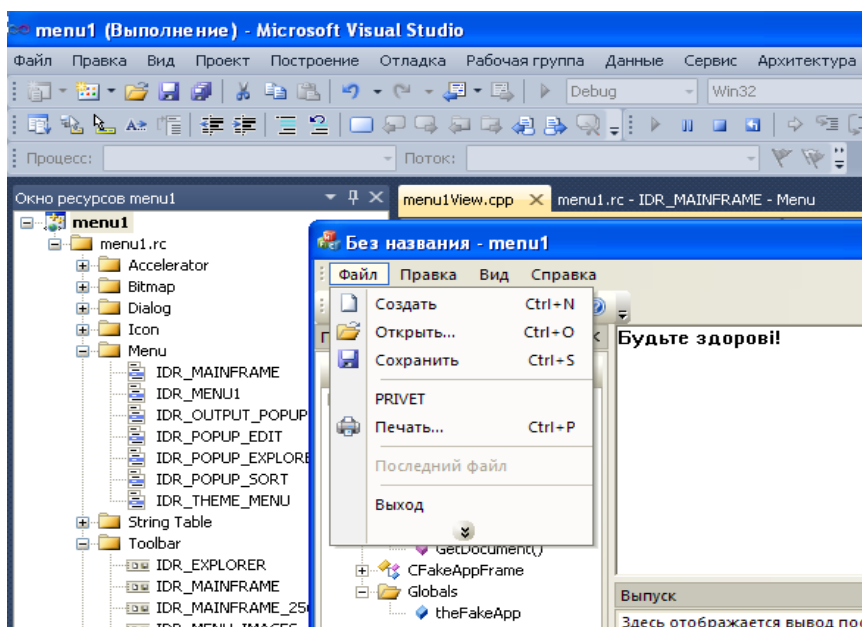 menu1 (Выполнение) - Microsoft Visual Studio
Файл Правка Вид Проект Построение Отладка Рабочая группа Данные Сервис Архитектура
Debug Win32
Процесс: Поток:
Окно ресурсов menu1
menu1View.cpp menu1.rc - IDR_MAINFRAME - Menu
menu1
menu1.rc
Accelerator
Bitmap
Dialog
Icon
Menu
IDR_MAINFRAME
IDR_MENU1
IDR_OUTPUT_POPUP
IDR_POPUP_EDIT
IDR_POPUP_EXPLORE
IDR_POPUP_SORT
IDR_THEME_MENU
String Table
Toolbar
IDR_EXPLORER
IDR_MAINFRAME
IDR_MAINFRAME_25
Без названия - menu1
Файл Правка Вид Справка
Создать Ctrl+N
Открыть... Ctrl+O
Сохранить Ctrl+S
PRIVET
Печать... Ctrl+P
Последний файл
Выход
Будьте здорові!
GetDocument()
CFakeAppFrame
Globals
theFakeApp
Выпуск
Здесь отображается вывод